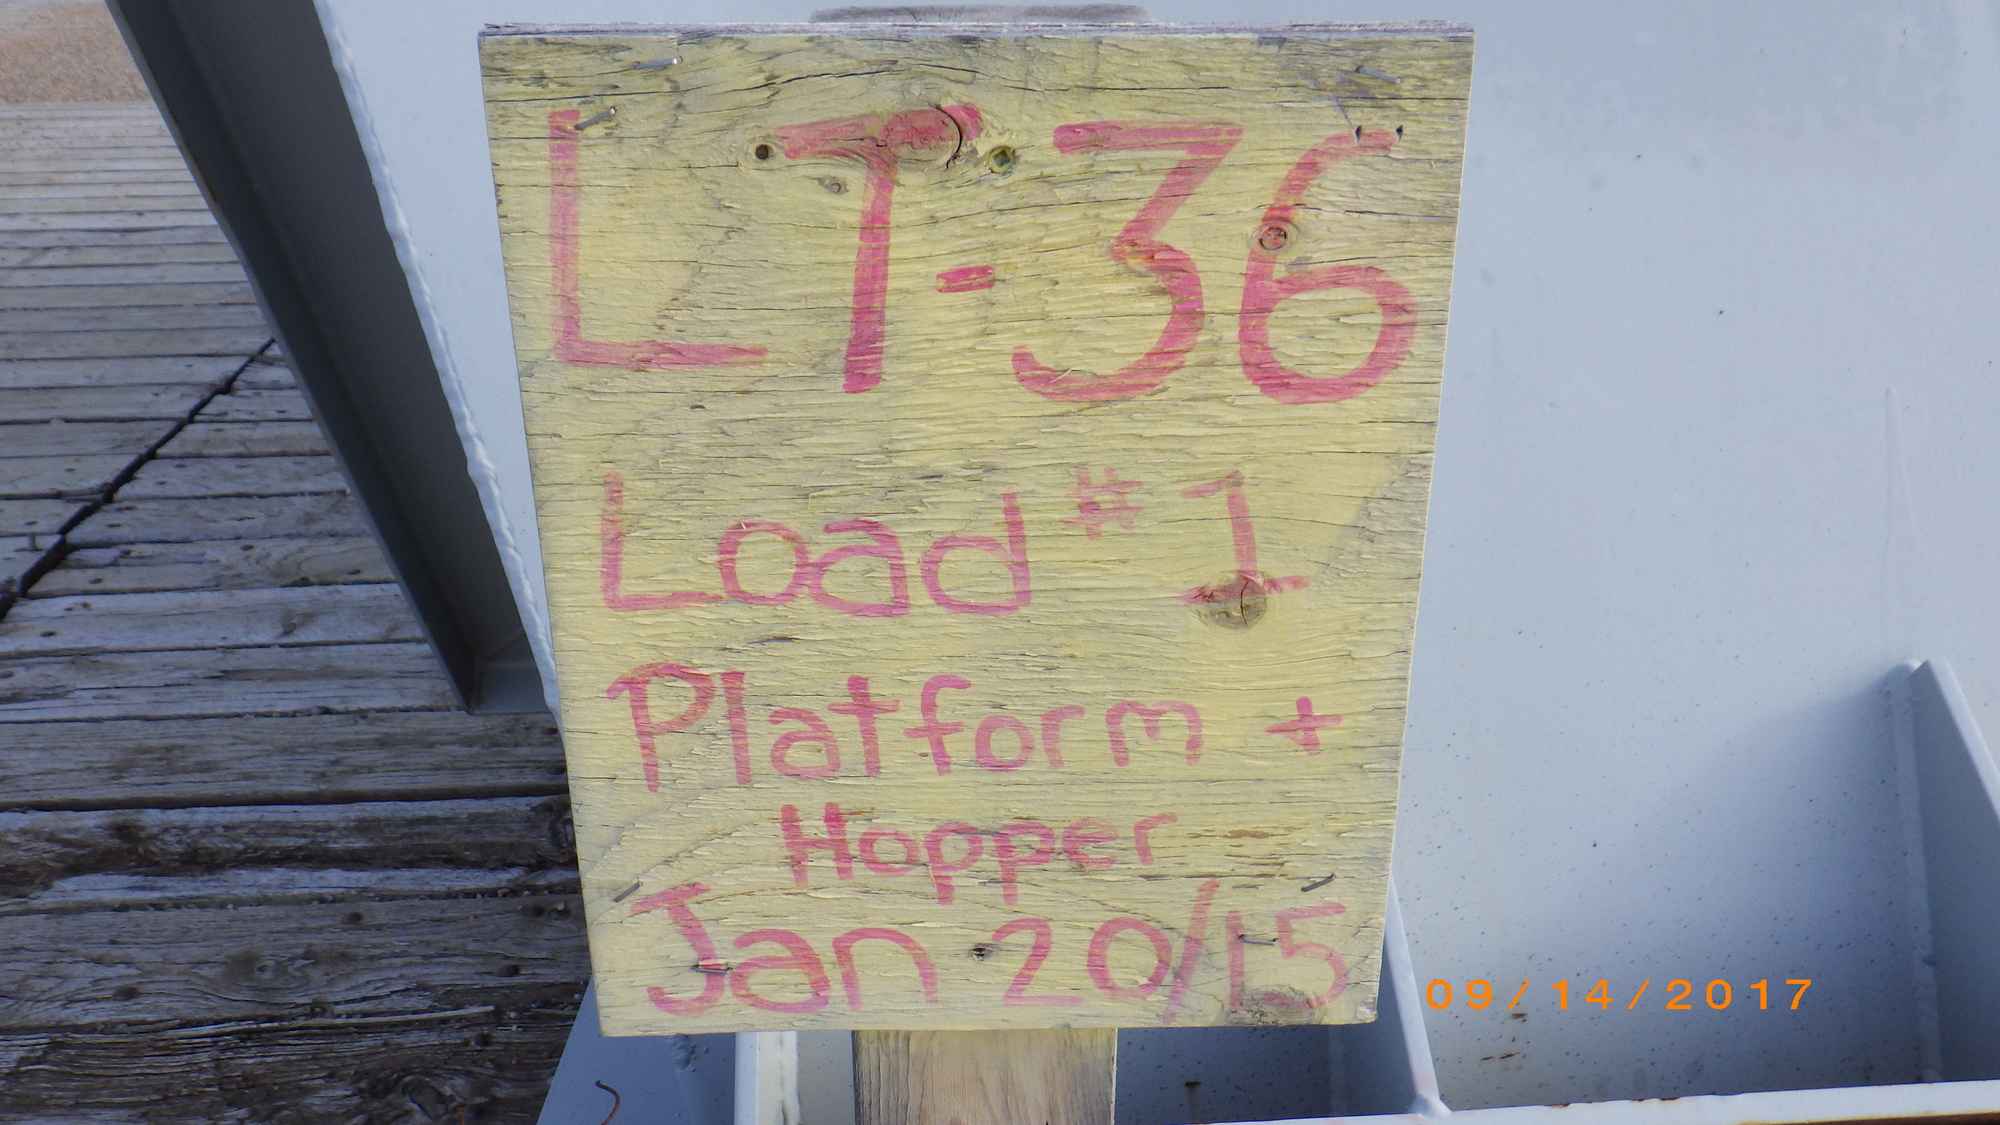 LT-36
Load #1
Platform +
Hopper
Jan 20/15
09/14/2017